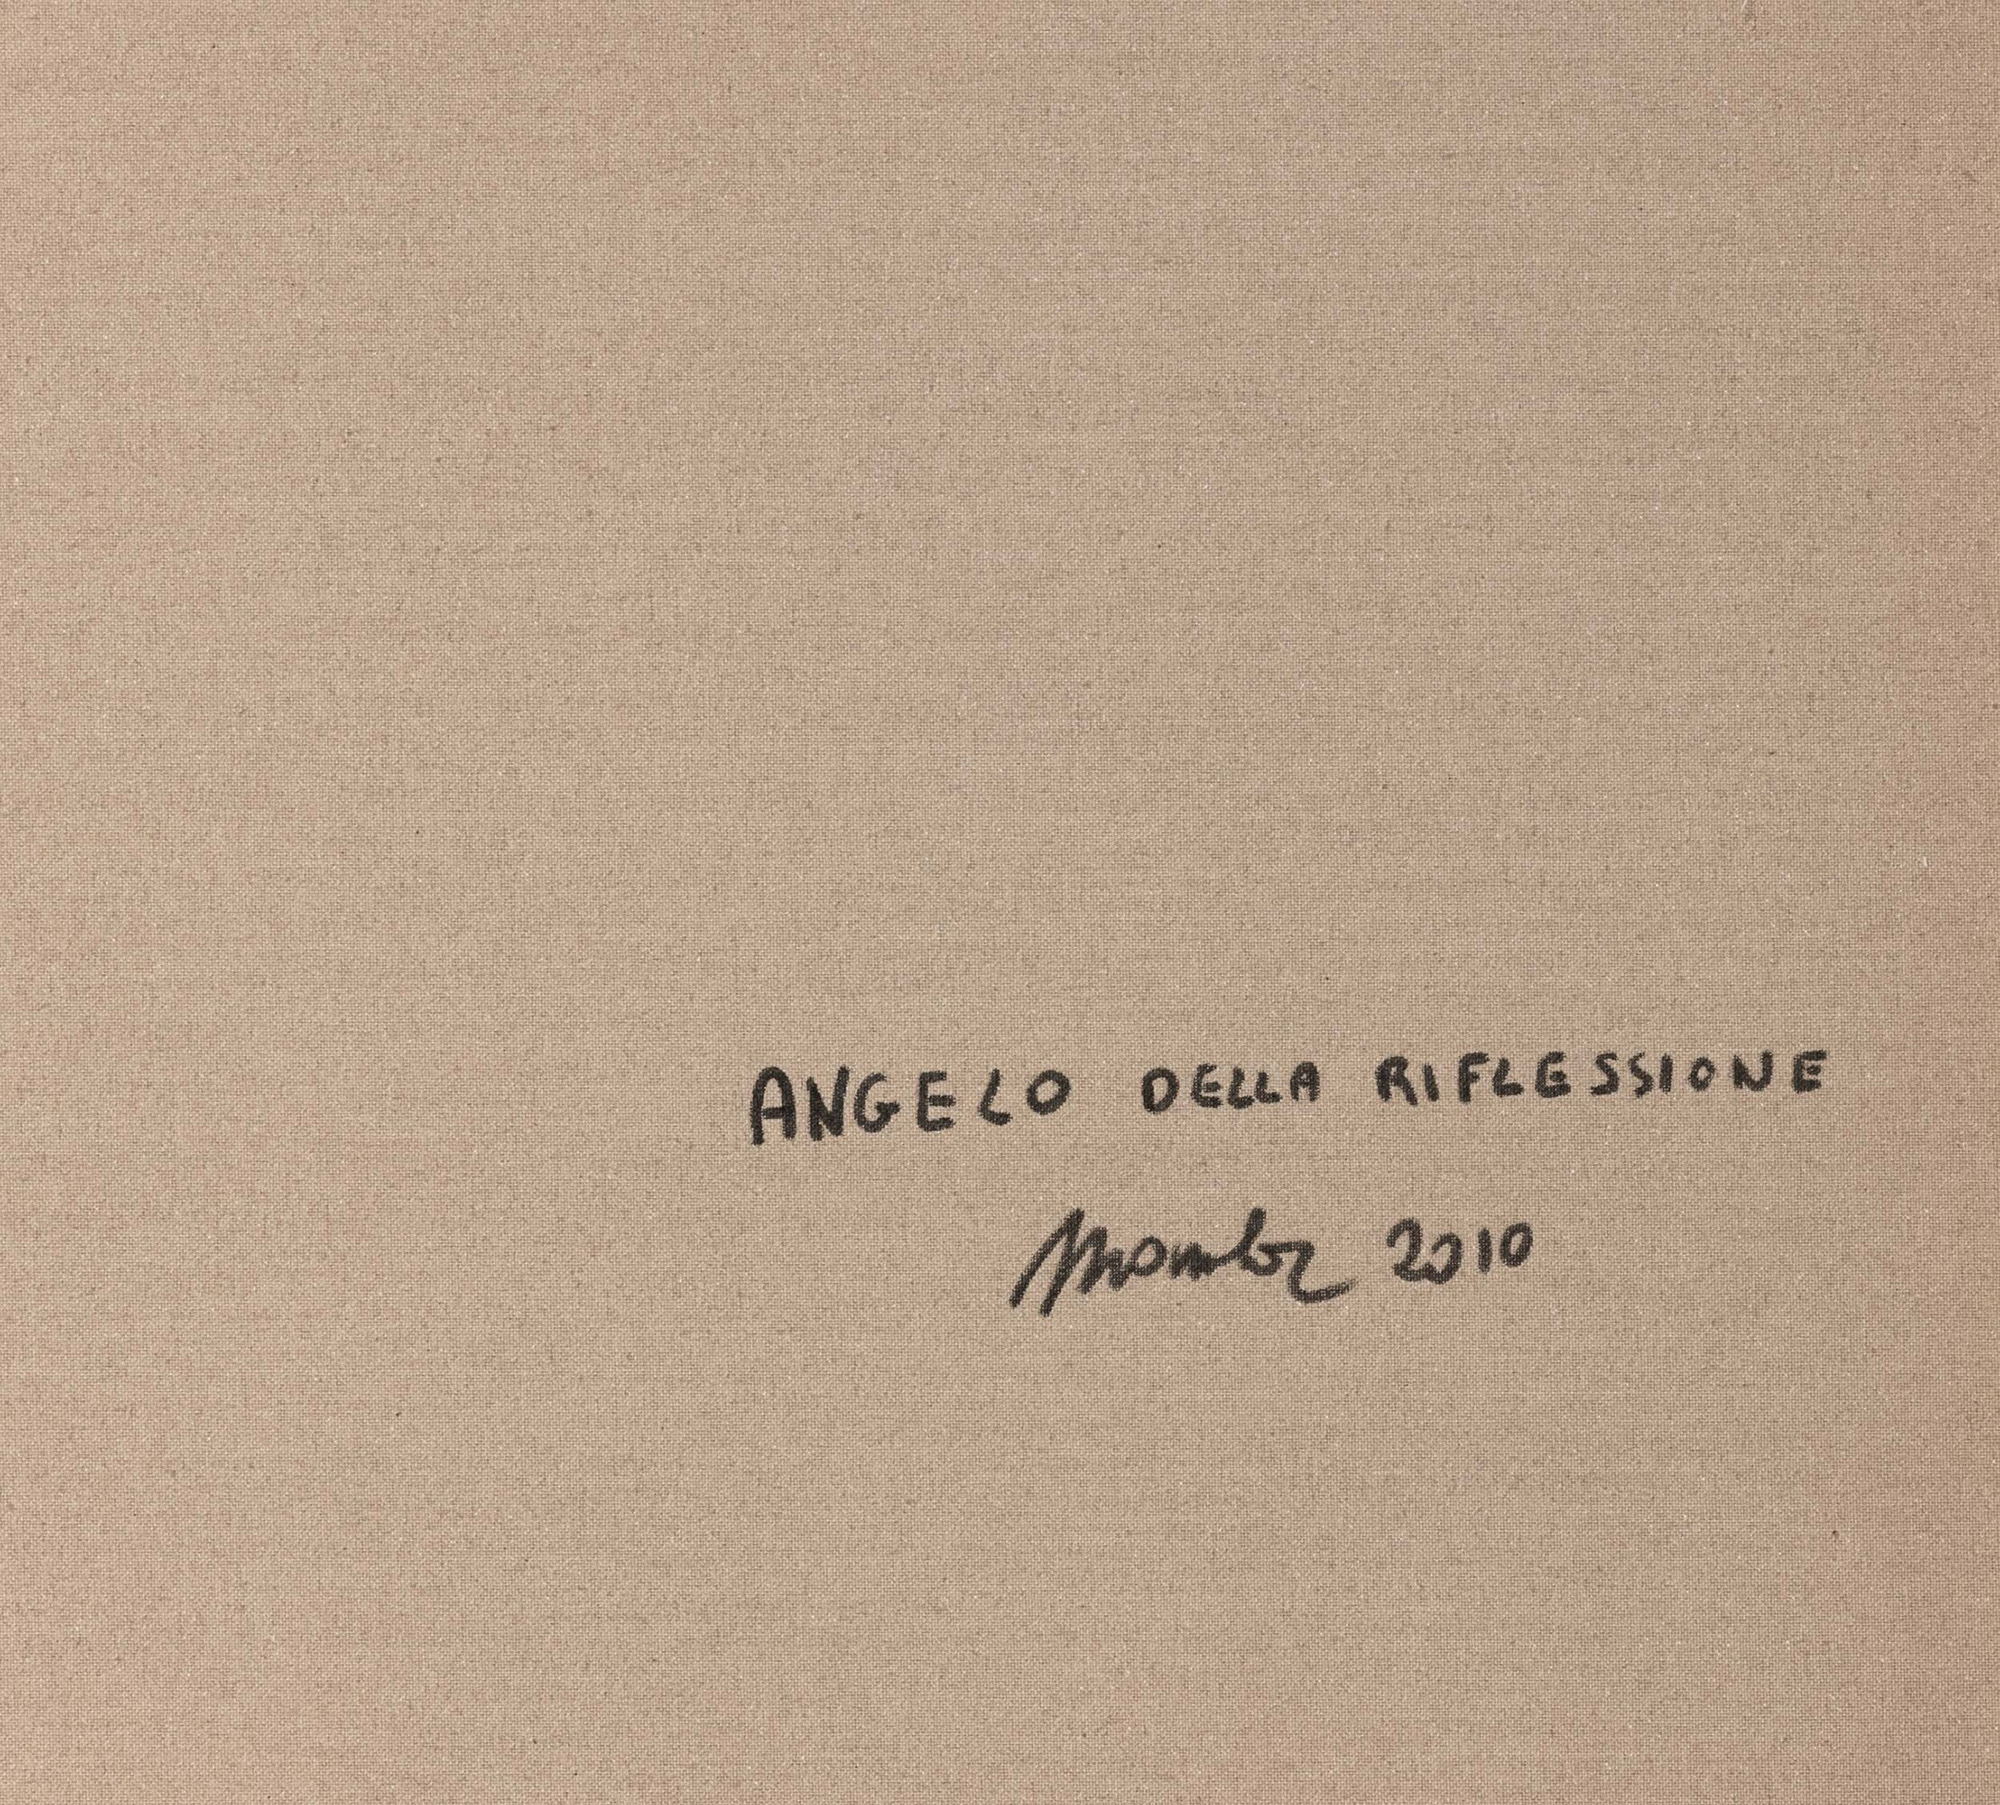 ANGELO DELLA RIFLESSIONE
2010